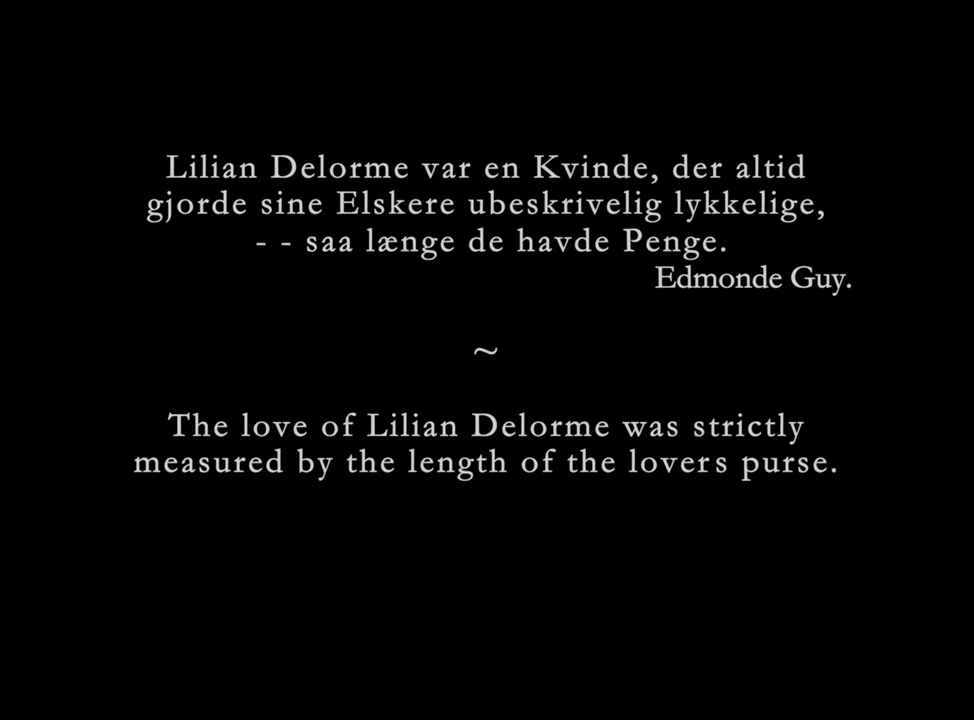 Lilian Delorme var en Kvinde, der altid
gjorde sine Elskere ubeskrivelig lykkelige,
- - saa længe de havde Penge.
Edmonde Guy.
~
The love of Lilian Delorme was strictly
measured by the length of the lovers purse.